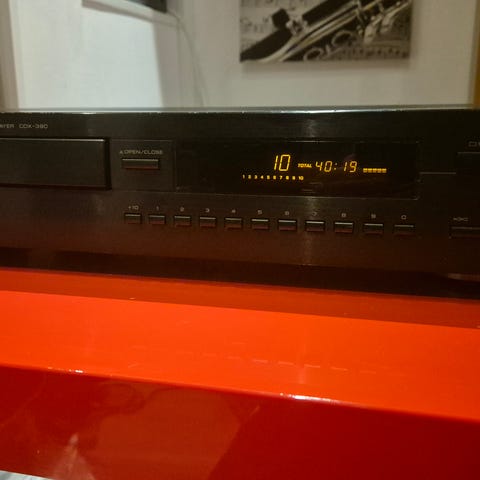 AYER CDX-390
▲OPEN/CLOSE
10 TOTAL 40:19
1 2 3 4 5 6 7 8 9 10
+10 1 2 3 4 5 6 7 8 9 0